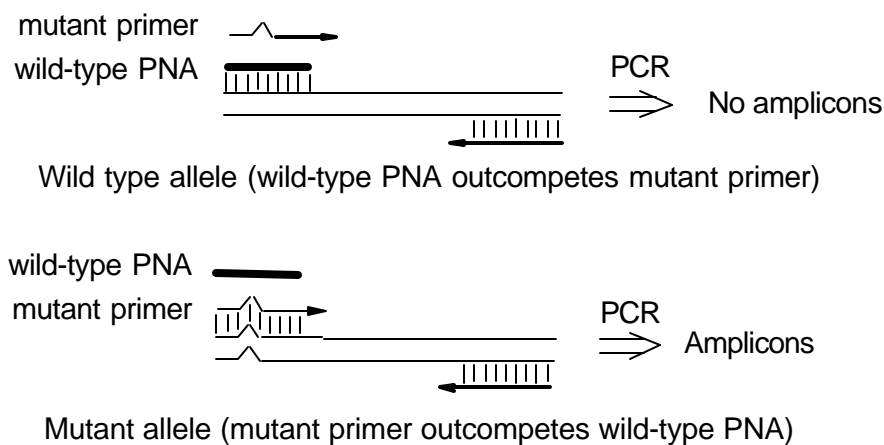 mutant primer
wild-type PNA
PCR
No amplicons
Wild type allele (wild-type PNA outcompetes mutant primer)
wild-type PNA
mutant primer
PCR
Amplicons
Mutant allele (mutant primer outcompetes wild-type PNA)